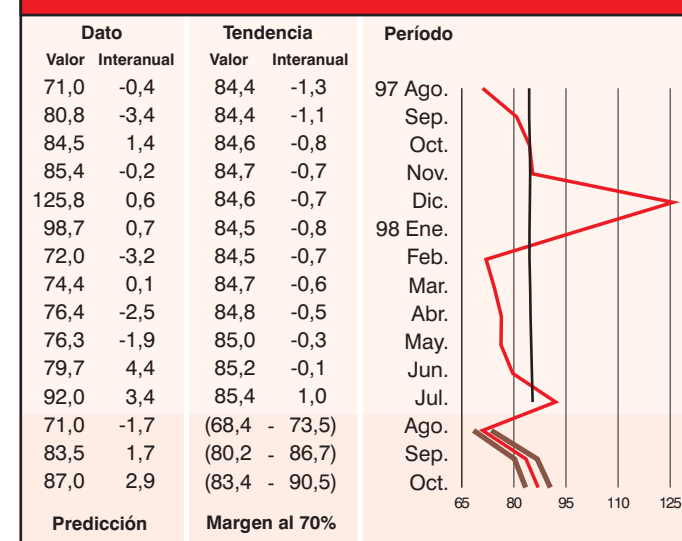 Dato Tendencia Período
Valor Interanual Valor Interanual
71,0 -0,4 84,4 -1,3 97 Ago.
80,8 -3,4 84,4 -1,1 Sep.
84,5 1,4 84,6 -0,8 Oct.
85,4 -0,2 84,7 -0,7 Nov.
125,8 0,6 84,6 -0,7 Dic.
98,7 0,7 84,5 -0,8 98 Ene.
72,0 -3,2 84,5 -0,7 Feb.
74,4 0,1 84,7 -0,6 Mar.
76,4 -2,5 84,8 -0,5 Abr.
76,3 -1,9 85,0 -0,3 May.
79,7 4,4 85,2 -0,1 Jun.
92,0 3,4 85,4 1,0 Jul.
71,0 -1,7 (68,4 - 73,5) Ago.
83,5 1,7 (80,2 - 86,7) Sep.
87,0 2,9 (83,4 - 90,5) Oct.
65 80 95 110 125
Predicción Margen al 70%